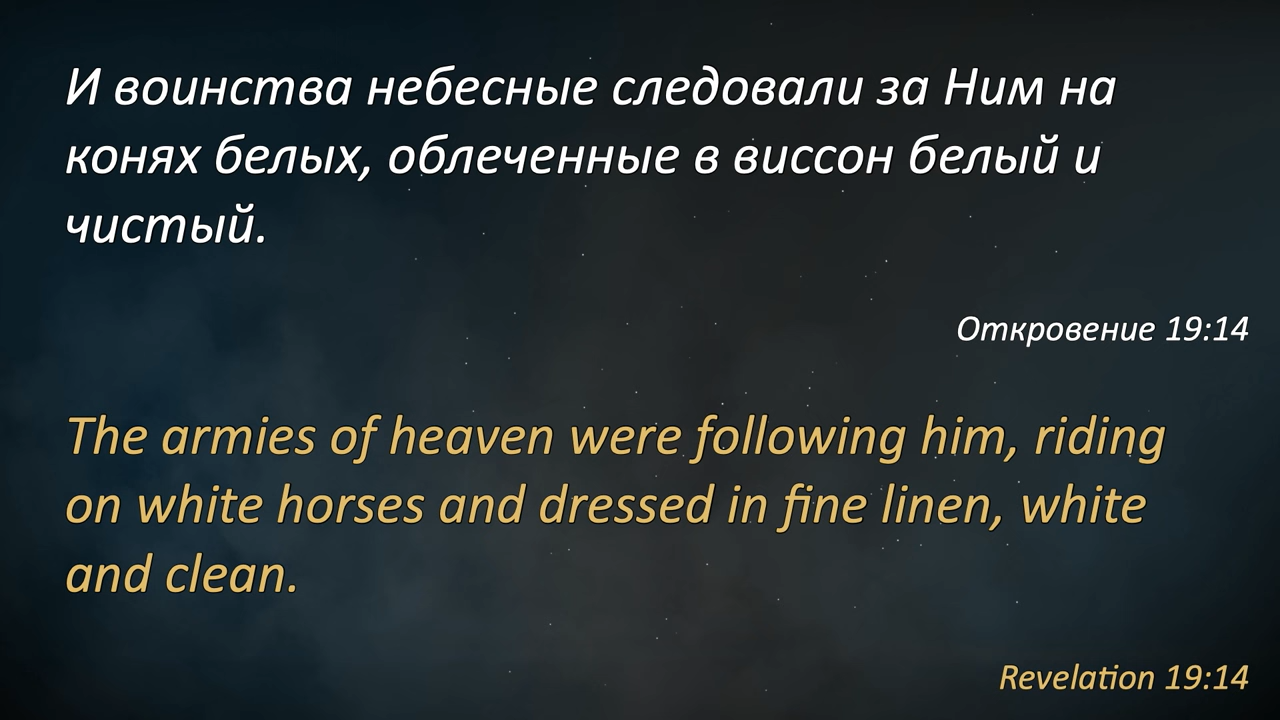 И воинства небесные следовали за Ним на
конях белых, облеченные в виссон белый и
чистый.
Откровение 19:14
The armies of heaven were following him, riding
on white horses and dressed in fine linen, white
and clean.
Revelation 19:14